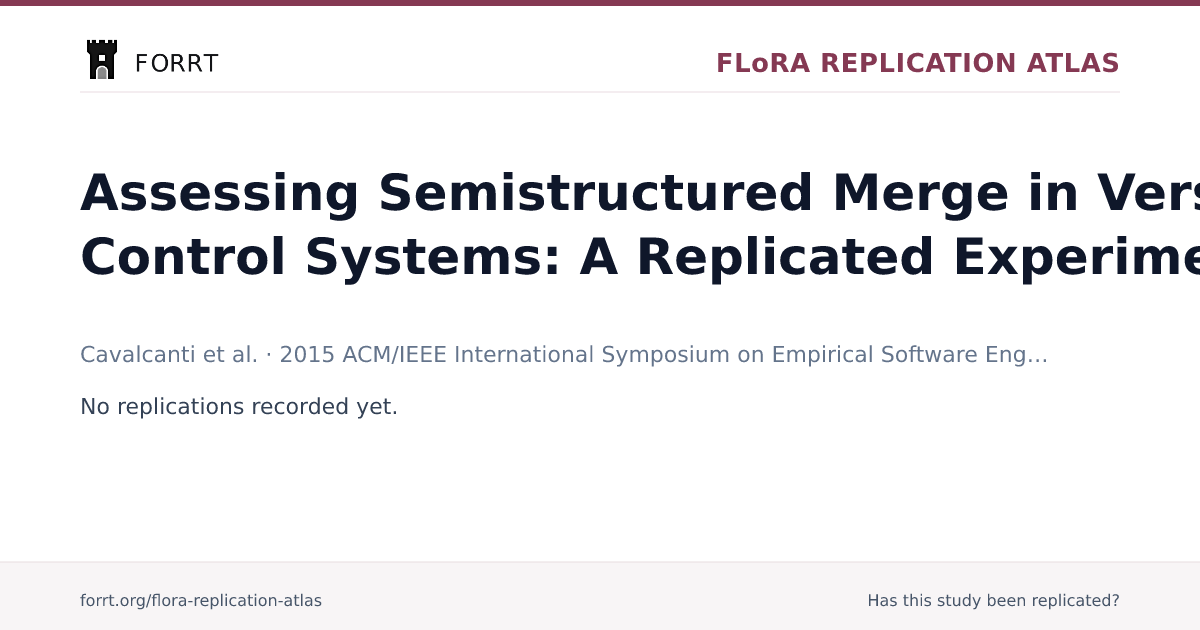 FORRT
FLoRA REPLICATION ATLAS
Assessing Semistructured Merge in Vers
Control Systems: A Replicated Experime
Cavalcanti et al. · 2015 ACM/IEEE International Symposium on Empirical Software Eng…
No replications recorded yet.
forrt.org/flora-replication-atlas
Has this study been replicated?